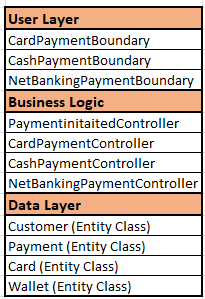 User Layer
CardPaymentBoundary
CashPaymentBoundary
NetBankingPaymentBoundary
Business Logic
PaymentinitaitedController
CardPaymentController
CashPaymentController
NetBankingPaymentController
Data Layer
Customer (Entity Class)
Payment (Entity Class)
Card (Entity Class)
Wallet (Entity Class)